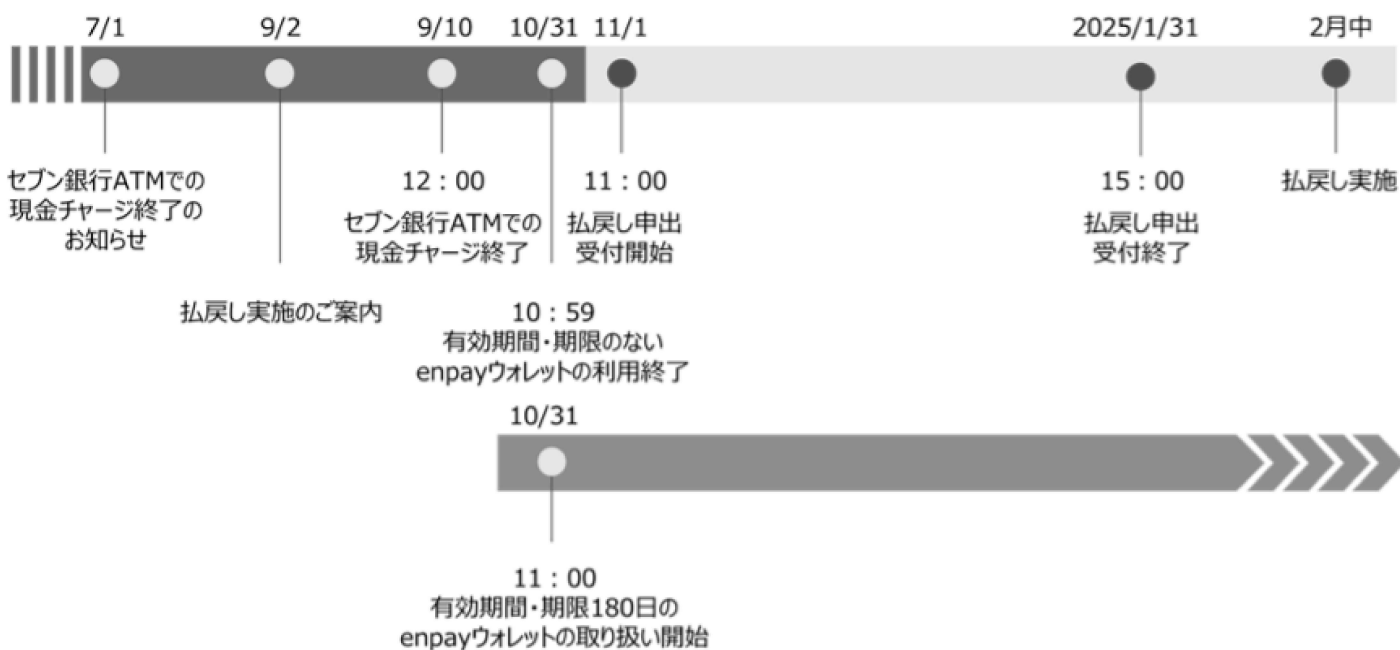 7/1
9/2
9/10
10/31
11/1
2025/1/31
2月中
セブン銀行ATMでの
現金チャージ終了の
お知らせ
12：00
セブン銀行ATMでの
現金チャージ終了
11：00
払戻し申出
受付開始
15：00
払戻し申出
受付終了
払戻し実施
払戻し実施のご案内
10：59
有効期間・期限のない
enpayウォレットの利用終了
10/31
11：00
有効期間・期限180日の
enpayウォレットの取り扱い開始